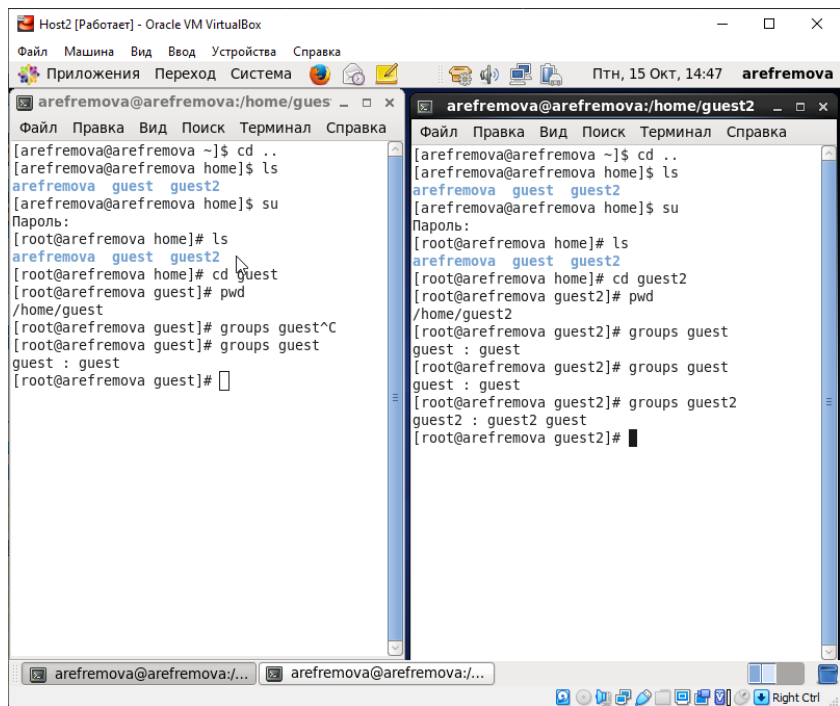 Host2 [Работает] - Oracle VM VirtualBox
Файл Машина Вид Ввод Устройства Справка
Приложения Переход Система Птн, 15 Окт, 14:47 arefremova
arefremova@arefremova:/home/gues
Файл Правка Вид Поиск Терминал Справка
[arefremova@arefremova ~]$ cd ..
[arefremova@arefremova home]$ ls
arefremova guest guest2
[arefremova@arefremova home]$ su
Пароль:
[root@arefremova home]# ls
arefremova guest guest2
[root@arefremova home]# cd guest
[root@arefremova guest]# pwd
/home/guest
[root@arefremova guest]# groups guest^C
[root@arefremova guest]# groups guest
guest : guest
[root@arefremova guest]#
arefremova@arefremova:/home/guest2
Файл Правка Вид Поиск Терминал Справка
[arefremova@arefremova ~]$ cd ..
[arefremova@arefremova home]$ ls
arefremova guest guest2
[arefremova@arefremova home]$ su
Пароль:
[root@arefremova home]# ls
arefremova guest guest2
[root@arefremova home]# cd guest2
[root@arefremova guest2]# pwd
/home/guest2
[root@arefremova guest2]# groups guest
guest : guest
[root@arefremova guest2]# groups guest
guest : guest
[root@arefremova guest2]# groups guest2
guest2 : guest2 guest
[root@arefremova guest2]#
arefremova@arefremova:/... arefremova@arefremova:/...
Right Ctrl